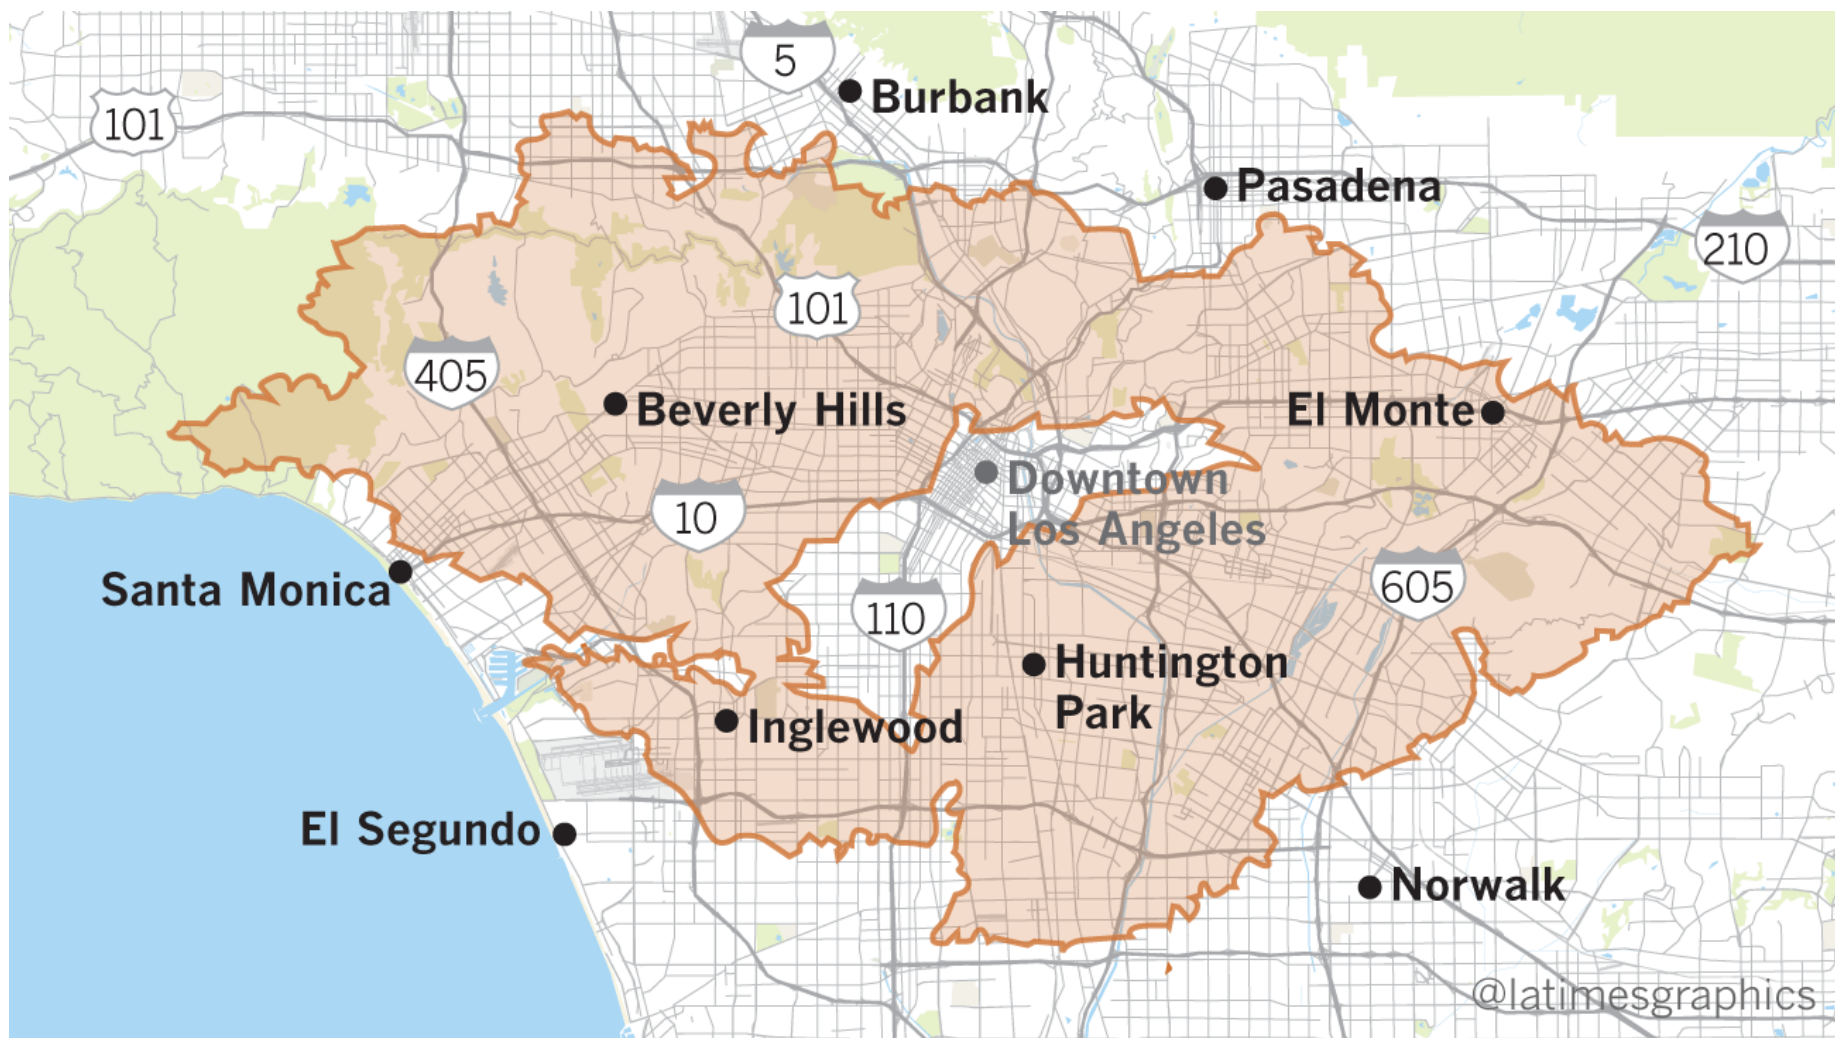 5
Burbank
101
Pasadena
210
101
405
Beverly Hills
El Monte
Downtown
Los Angeles
10
605
Santa Monica
110
Huntington
Park
Inglewood
El Segundo
Norwalk
@latimesgraphics